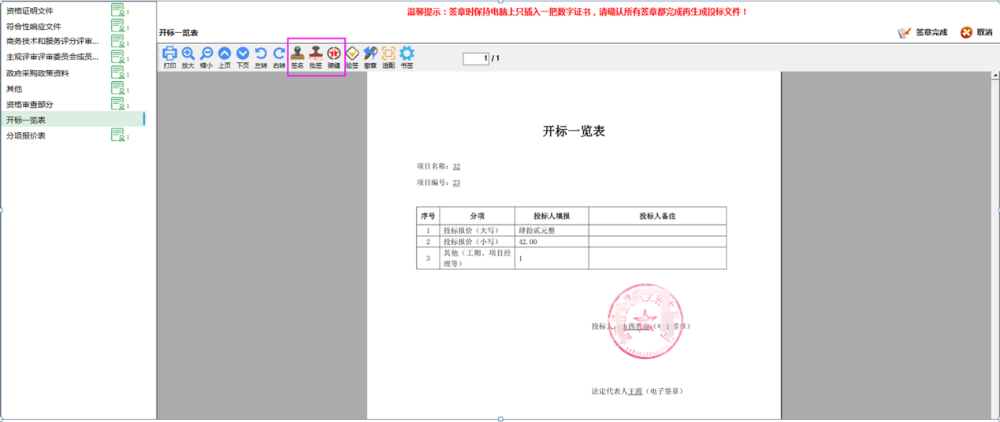 温馨提示：签章时保持电脑上只插入一把数字证书，请确认所有签章都完成再生成投标文件！
资格证明文件 1
符合性响应文件 1
商务技术和服务评分评审... 1
主观评审评审委员会成员... 1
政府采购政策资料 1
其他 1
资格审查部分 1
开标一览表
分项报价表 1
开标一览表
签章完成 取消
打印 放大 缩小 上页 下页 左转 右转 签名 批签 骑缝 验签 撤章 适配 书签
1 / 1
开标一览表
项目名称：32
项目编号：23
序号 分项 投标人填报 投标人备注
1 投标报价（大写） 肆拾贰元整
2 投标报价（小写） 42.00
3 其他（工期、项目经理等） 1
投标人：山西晋业（电子签章）
法定代表人王霞（电子签章）